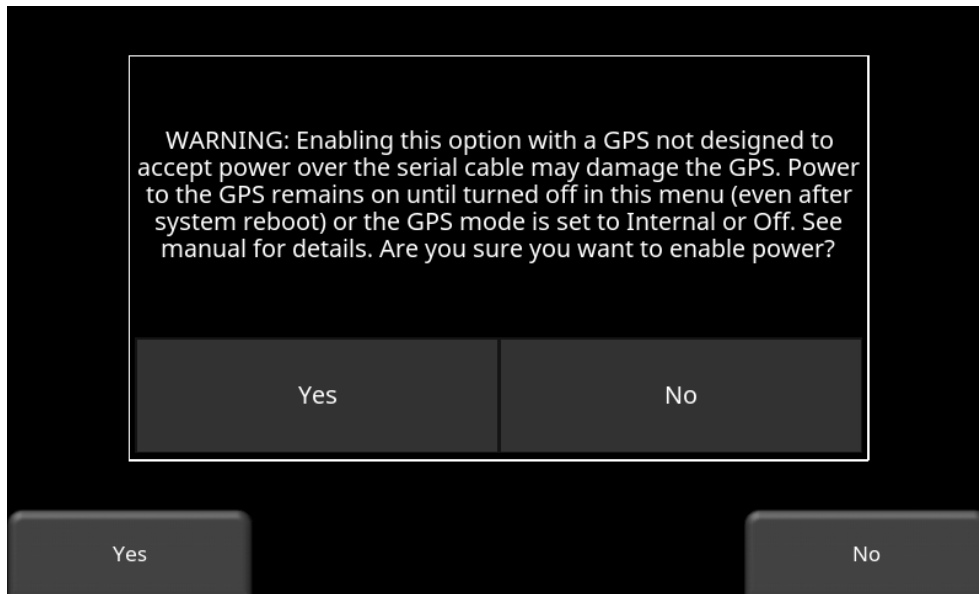 WARNING: Enabling this option with a GPS not designed to
accept power over the serial cable may damage the GPS. Power
to the GPS remains on until turned off in this menu (even after
system reboot) or the GPS mode is set to Internal or Off. See
manual for details. Are you sure you want to enable power?
Yes
No
Yes
No